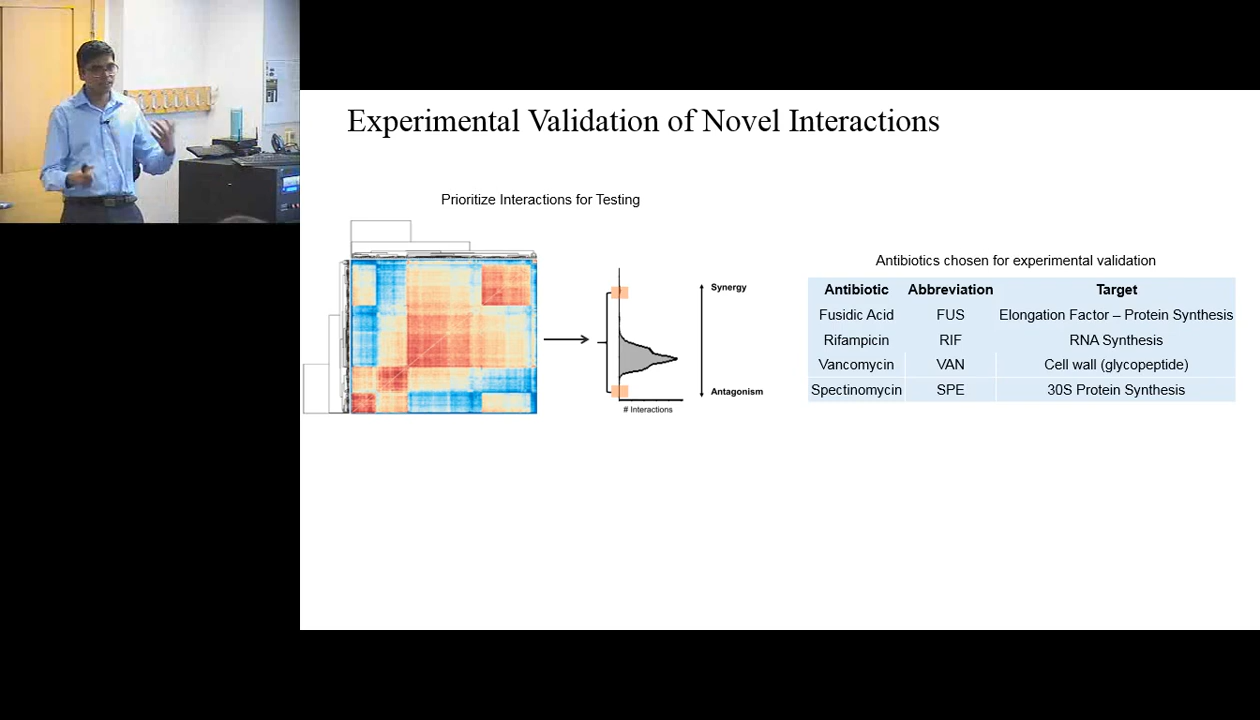 Experimental Validation of Novel Interactions
Prioritize Interactions for Testing
Synergy
Antagonism
# Interactions
Antibiotics chosen for experimental validation
Antibiotic Abbreviation Target
Fusidic Acid FUS Elongation Factor – Protein Synthesis
Rifampicin RIF RNA Synthesis
Vancomycin VAN Cell wall (glycopeptide)
Spectinomycin SPE 30S Protein Synthesis